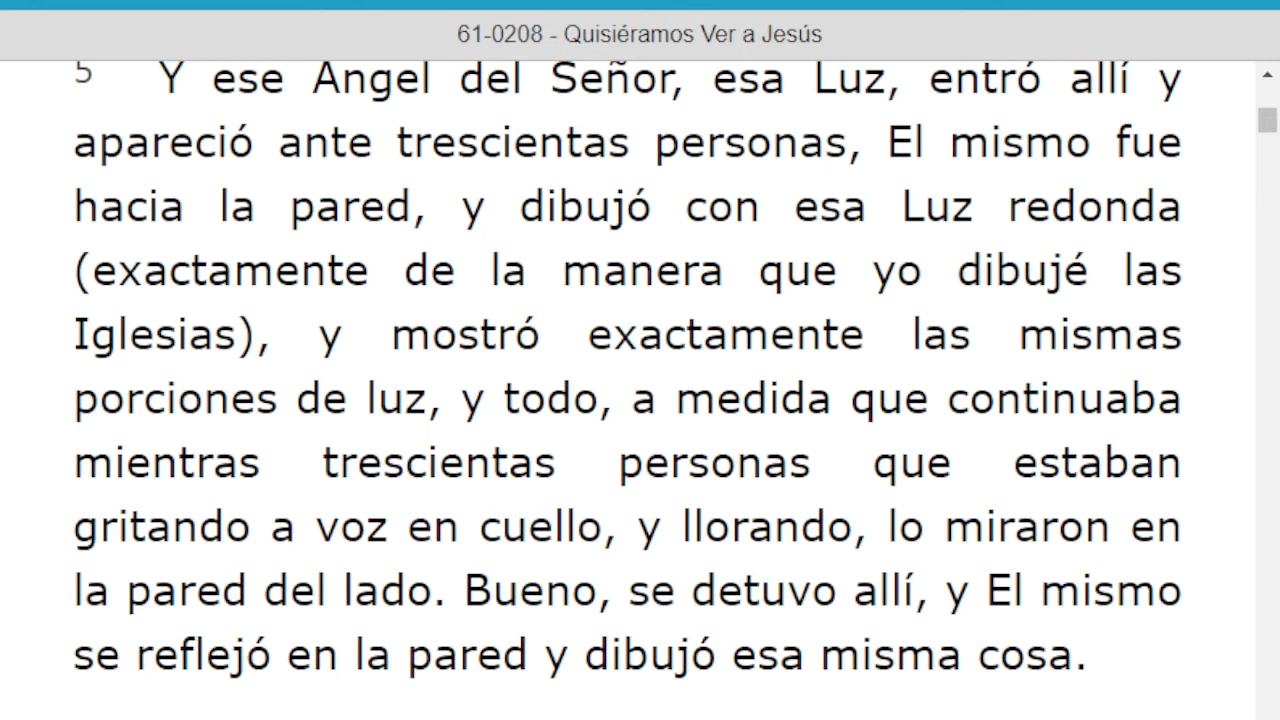 61-0208 - Quisiéramos Ver a Jesús
5 Y ese Angel del Señor, esa Luz, entró allí y
apareció ante trescientas personas, El mismo fue
hacia la pared, y dibujó con esa Luz redonda
(exactamente de la manera que yo dibujé las
Iglesias), y mostró exactamente las mismas
porciones de luz, y todo, a medida que continuaba
mientras trescientas personas que estaban
gritando a voz en cuello, y llorando, lo miraron en
la pared del lado. Bueno, se detuvo allí, y El mismo
se reflejó en la pared y dibujó esa misma cosa.